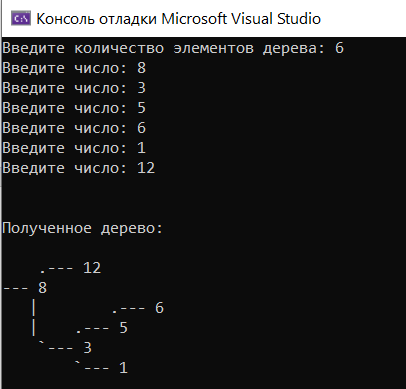 Консоль отладки Microsoft Visual Studio
Введите количество элементов дерева: 6
Введите число: 8
Введите число: 3
Введите число: 5
Введите число: 6
Введите число: 1
Введите число: 12
Полученное дерево:
    .--- 12
--- 8
   |        .--- 6
   |    .--- 5
    `--- 3
        `--- 1